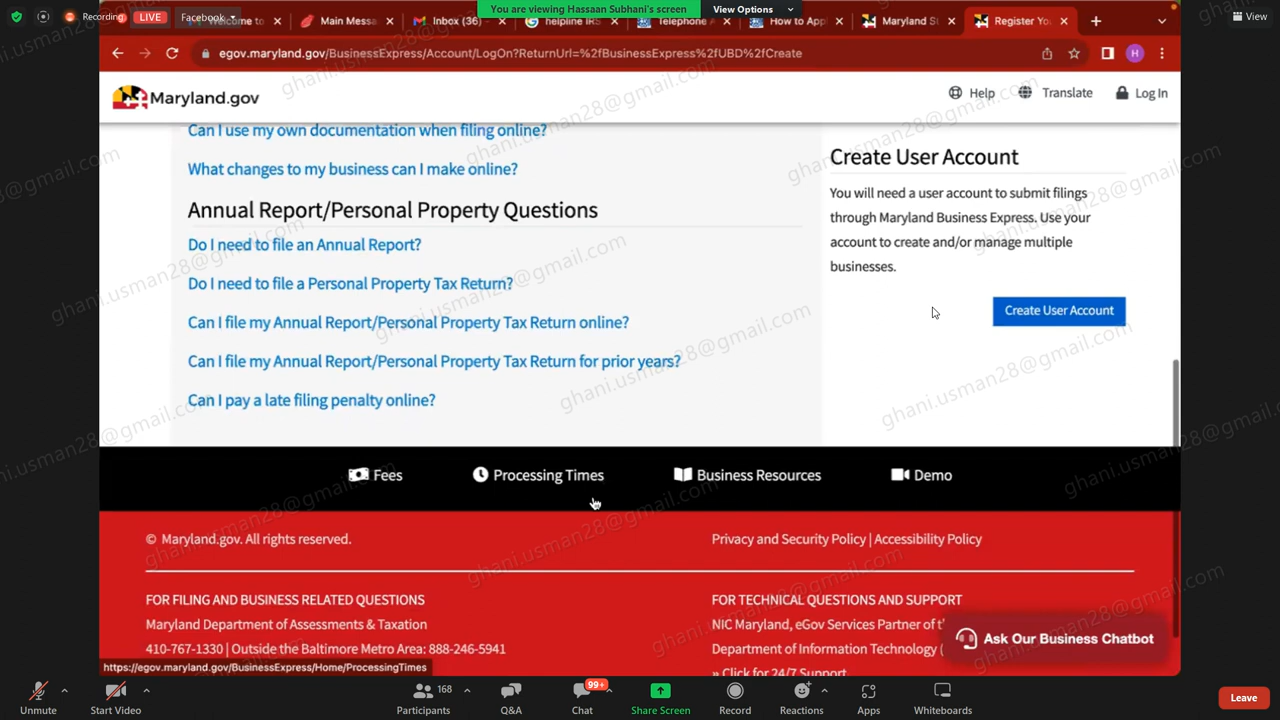 Recording
LIVE
Facebook
You are viewing Hassaan Subhani's screen
View Options
View
Main Messa
Inbox (36)
helpline IRS
Telephone
How to Appl
Maryland S
Register Yo
egov.maryland.gov/BusinessExpress/Account/LogOn?ReturnUrl=%2fBusinessExpress%2fUBD%2fCreate
H
Maryland.gov
Help
Translate
Log In
Can I use my own documentation when filing online?
What changes to my business can I make online?
Annual Report/Personal Property Questions
Do I need to file an Annual Report?
Do I need to file a Personal Property Tax Return?
Can I file my Annual Report/Personal Property Tax Return online?
Can I file my Annual Report/Personal Property Tax Return for prior years?
Can I pay a late filing penalty online?
Create User Account
You will need a user account to submit filings
through Maryland Business Express. Use your
account to create and/or manage multiple
businesses.
Create User Account
Fees
Processing Times
Business Resources
Demo
© Maryland.gov. All rights reserved.
Privacy and Security Policy | Accessibility Policy
FOR FILING AND BUSINESS RELATED QUESTIONS
Maryland Department of Assessments & Taxation
410-767-1330 | Outside the Baltimore Metro Area: 888-246-5941
FOR TECHNICAL QUESTIONS AND SUPPORT
NIC Maryland, eGov Services Partner of
Department of Information Technology (
» Click for 24/7 Support
Ask Our Business Chatbot
https://egov.maryland.gov/BusinessExpress/Home/ProcessingTimes
ghani.usman28@gmail.com
Unmute
Start Video
Participants
168
Q&A
Chat
99+
Share Screen
Record
Reactions
Apps
Whiteboards
Leave